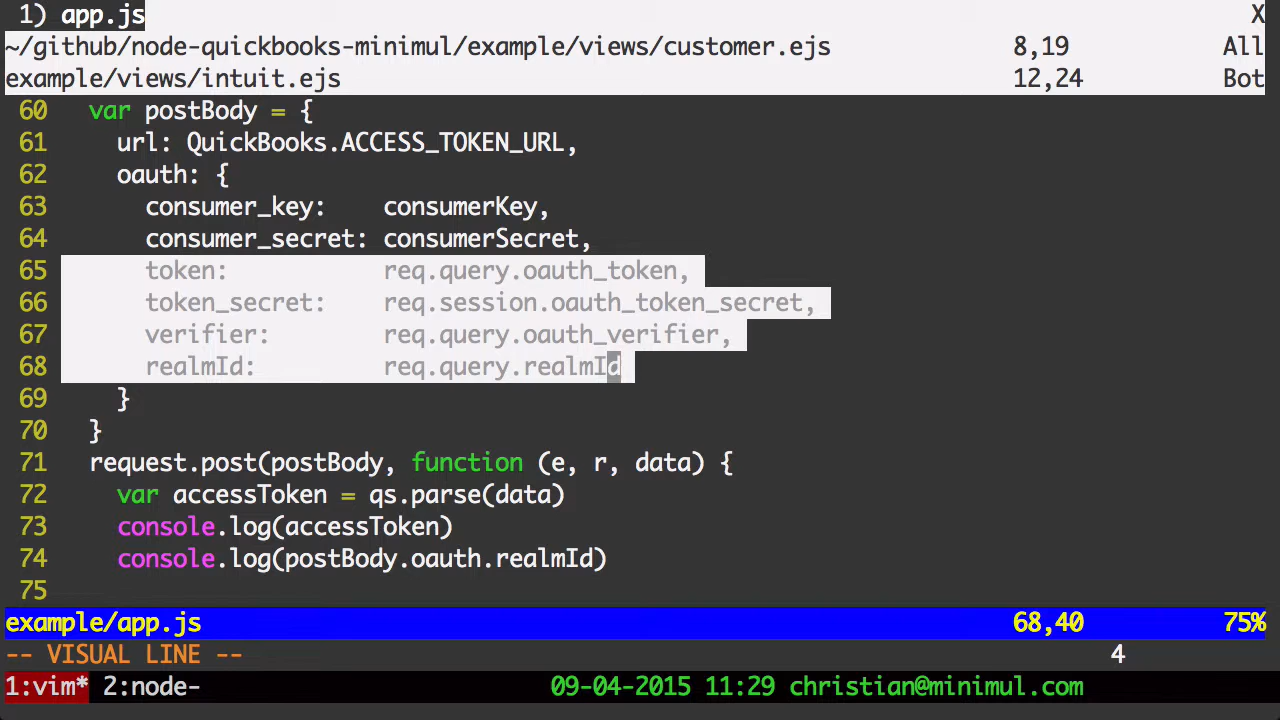 1) app.js X
~/github/node-quickbooks-minimul/example/views/customer.ejs 8,19 All
example/views/intuit.ejs 12,24 Bot
60 var postBody = {
61 url: QuickBooks.ACCESS_TOKEN_URL,
62 oauth: {
63 consumer_key: consumerKey,
64 consumer_secret: consumerSecret,
65 token: req.query.oauth_token,
66 token_secret: req.session.oauth_token_secret,
67 verifier: req.query.oauth_verifier,
68 realmId: req.query.realmId
69 }
70 }
71 request.post(postBody, function (e, r, data) {
72 var accessToken = qs.parse(data)
73 console.log(accessToken)
74 console.log(postBody.oauth.realmId)
75
example/app.js 68,40 75%
-- VISUAL LINE -- 4
1:vim* 2:node- 09-04-2015 11:29 christian@minimul.com